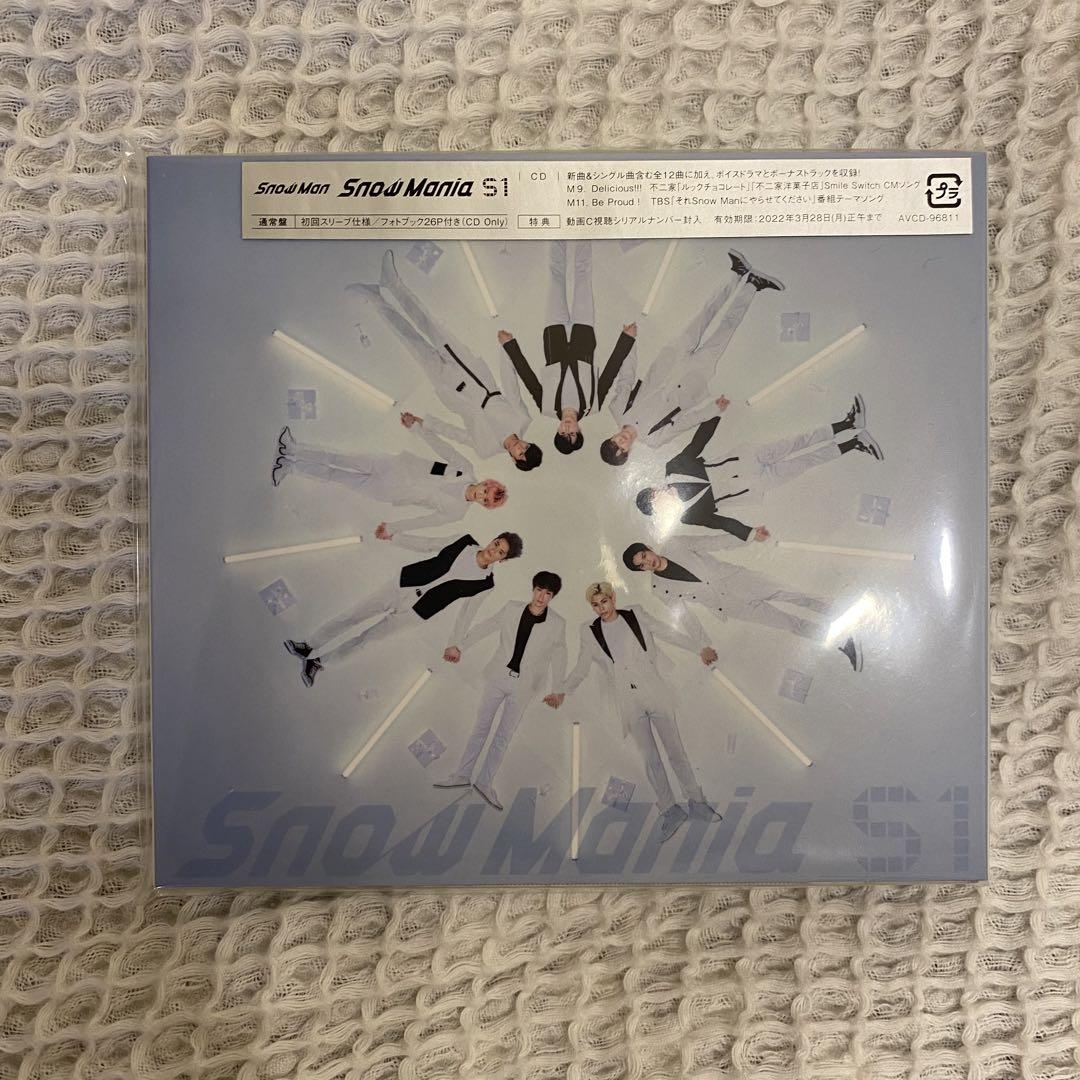 Snow Man Snow Mania S1 CD 新曲&シングル曲含む全12曲に加え、ボイスドラマとボーナストラックを収録!
M9. Delicious!!! 不二家「ルックチョコレート」「不二家洋菓子店」Smile Switch CMソング
M11. Be Proud! TBS「それSnow Manにやらせてください」番組テーマソング
通常盤 初回スリーブ仕様/フォトブック26P付き(CD Only) 特典 動画C視聴シリアルナンバー封入 有効期限:2022年3月28日(月)正午まで AVCD-96811
プラ
Snow Mania S1